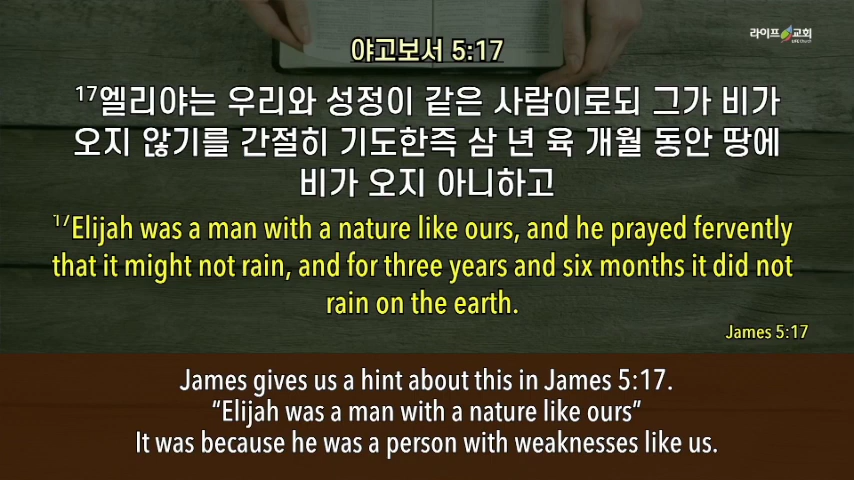 라이프 교회
LIFE Church
야고보서 5:17
17엘리야는 우리와 성정이 같은 사람이로되 그가 비가
오지 않기를 간절히 기도한즉 삼 년 육 개월 동안 땅에
비가 오지 아니하고
17Elijah was a man with a nature like ours, and he prayed fervently
that it might not rain, and for three years and six months it did not
rain on the earth.
James 5:17
James gives us a hint about this in James 5:17.
“Elijah was a man with a nature like ours”
It was because he was a person with weaknesses like us.